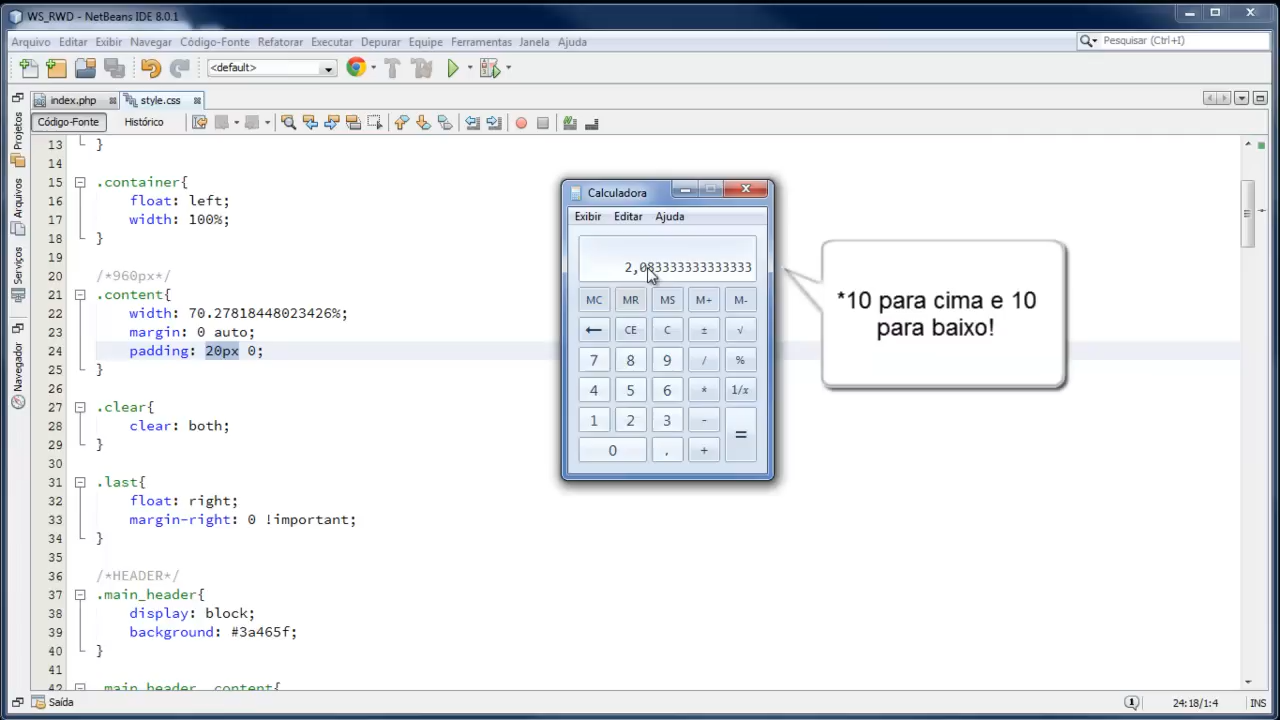 WS_RWD - NetBeans IDE 8.0.1
Arquivo Editar Exibir Navegar Código-Fonte Refatorar Executar Depurar Equipe Ferramentas Janela Ajuda
Pesquisar (Ctrl+I)
<default>
index.php style.css
Código-Fonte Histórico
Projetos
Arquivos
Serviços
Navegador
13 }
14
15 .container{
16 float: left;
17 width: 100%;
18 }
19
20 /*960px*/
21 .content{
22 width: 70.27818448023426%;
23 margin: 0 auto;
24 padding: 20px 0;
25 }
26
27 .clear{
28 clear: both;
29 }
30
31 .last{
32 float: right;
33 margin-right: 0 !important;
34 }
35
36 /*HEADER*/
37 .main_header{
38 display: block;
39 background: #3a465f;
40 }
41
42 .main_header .content{
Calculadora
Exibir Editar Ajuda
2,083333333333333
MC MR MS M+ M-
← CE C ± √
7 8 9 / %
4 5 6 * 1/x
1 2 3 - =
0 , +
*10 para cima e 10
para baixo!
Saída
1
24:18/1:4 INS